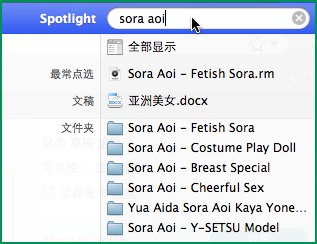 Spotlight sora aoi
全部显示
最常点选 Sora Aoi - Fetish Sora.rm
文稿 亚洲美女.docx
文件夹 Sora Aoi - Fetish Sora
Sora Aoi - Costume Play Doll
Sora Aoi - Breast Special
Sora Aoi - Cheerful Sex
Yua Aida Sora Aoi Kaya Yone...
Sora Aoi - Y-SETSU Model